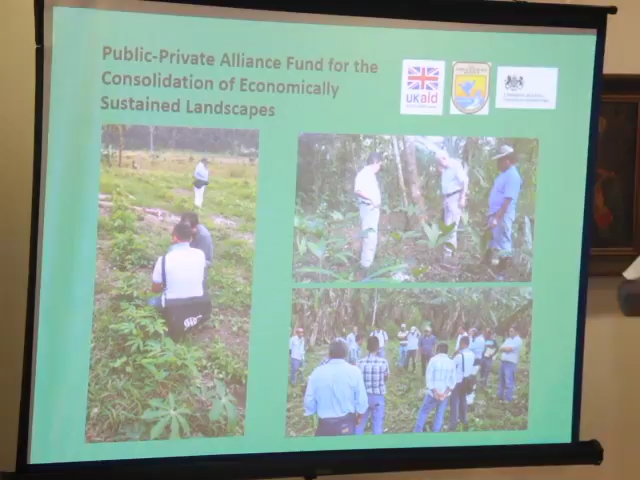 Public-Private Alliance Fund for the
Consolidation of Economically
Sustained Landscapes
UKaid